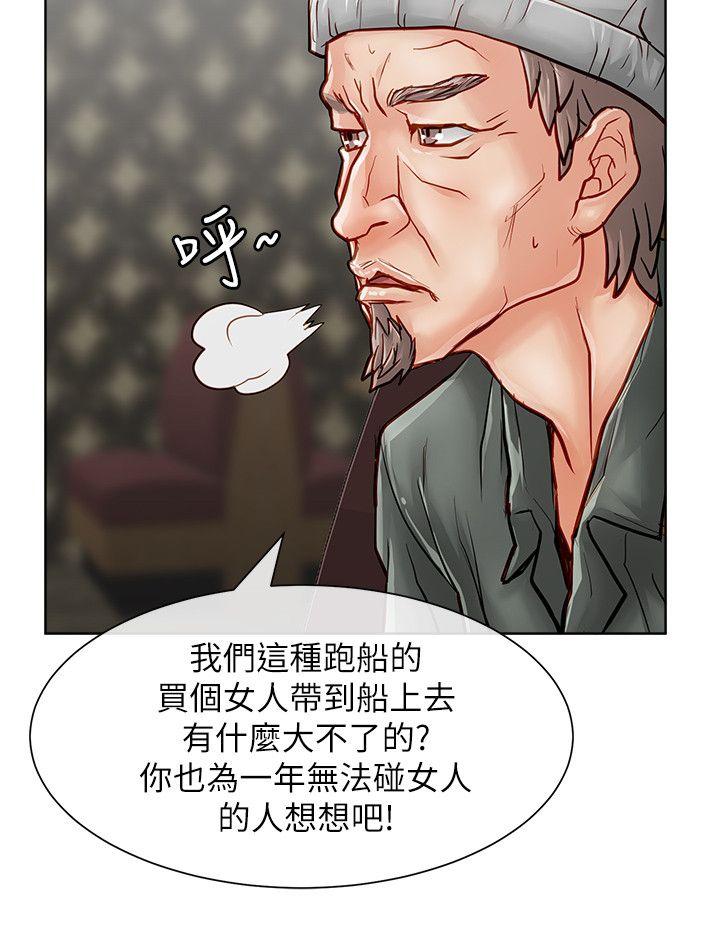 呼~
我們這種跑船的
買個女人帶到船上去
有什麼大不了的?
你也為一年無法碰女人
的人想想吧!